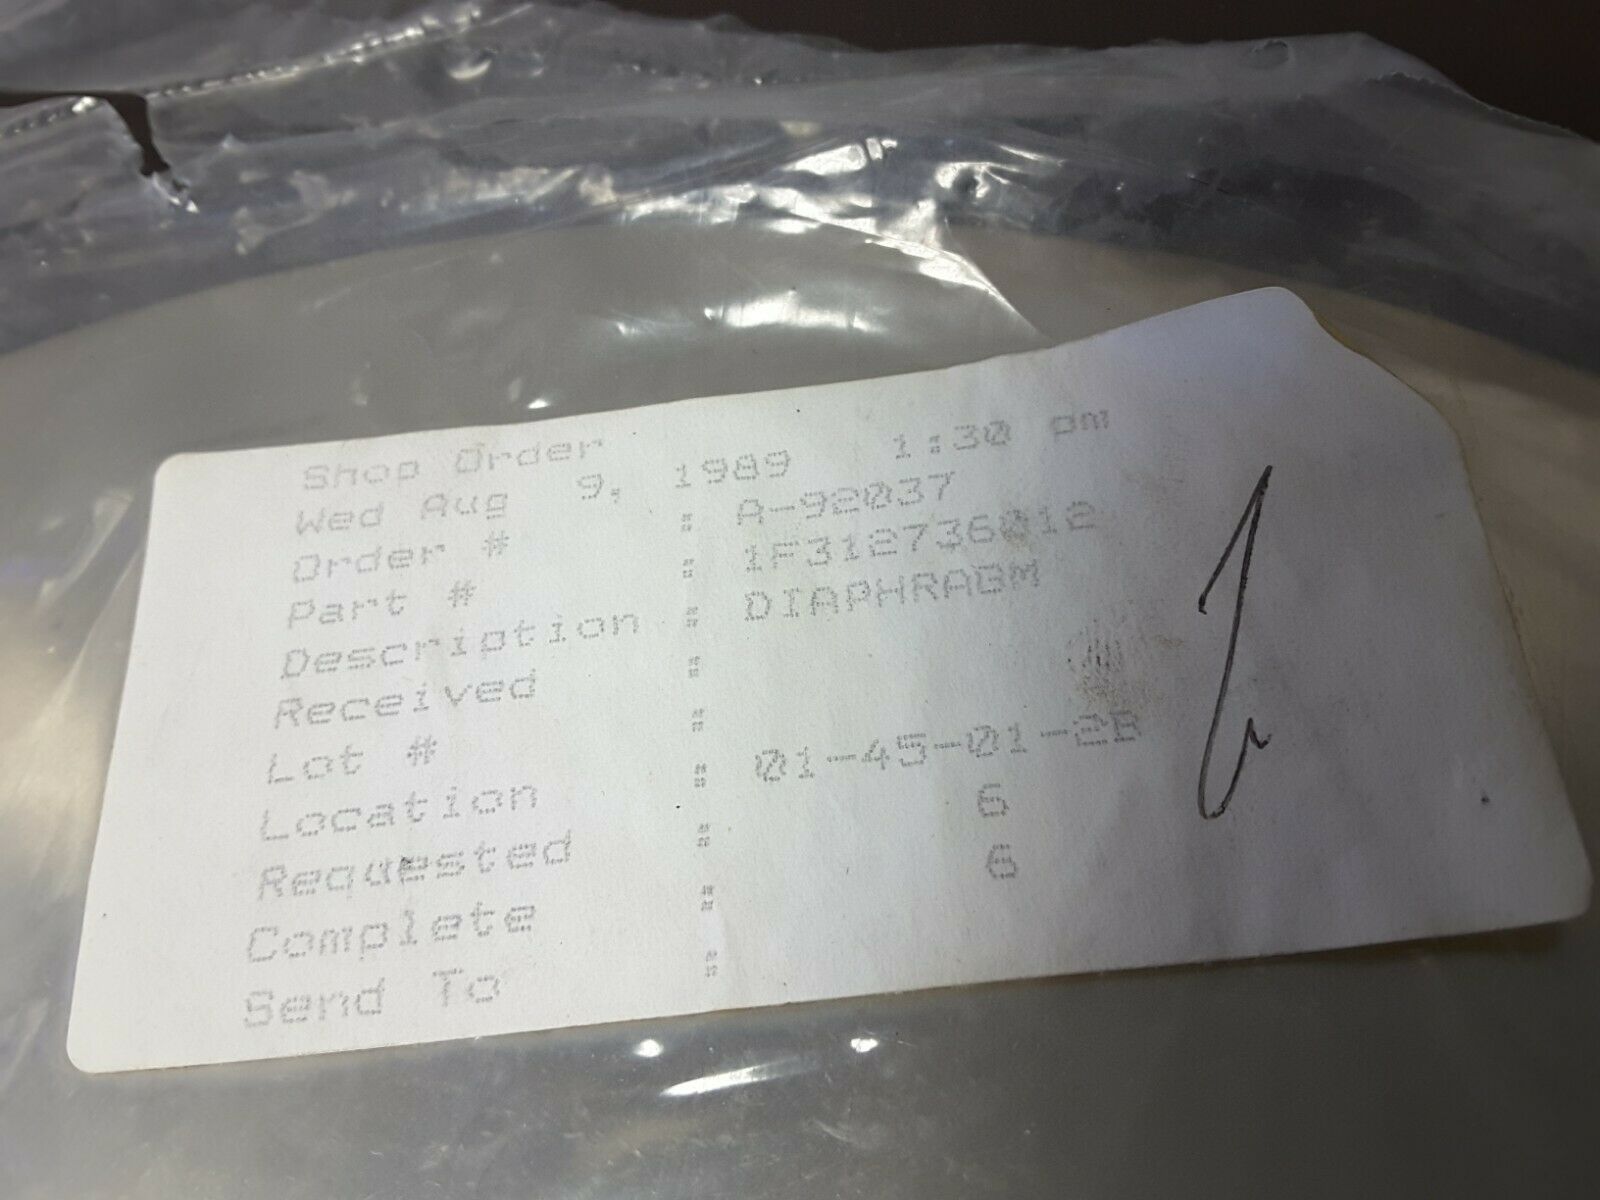 Shop Order
Wed Aug 9, 1989 1:30 pm
Order # : A-92037
Part # : 1F312736012
Description : DIAPHRAGM
Received :
Lot # :
Location : 01-45-01-2B
Requested : 6
Complete : 6
Send To :